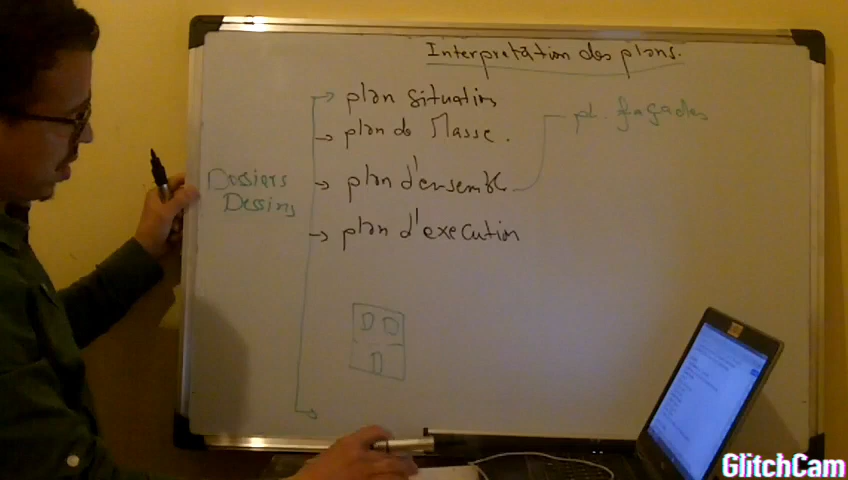 Interprétation des plans.
plan situation
plan de Masse.
plan d'ensemble
pl. façades
plan d'execution
Dossiers
Dessins
GlitchCam